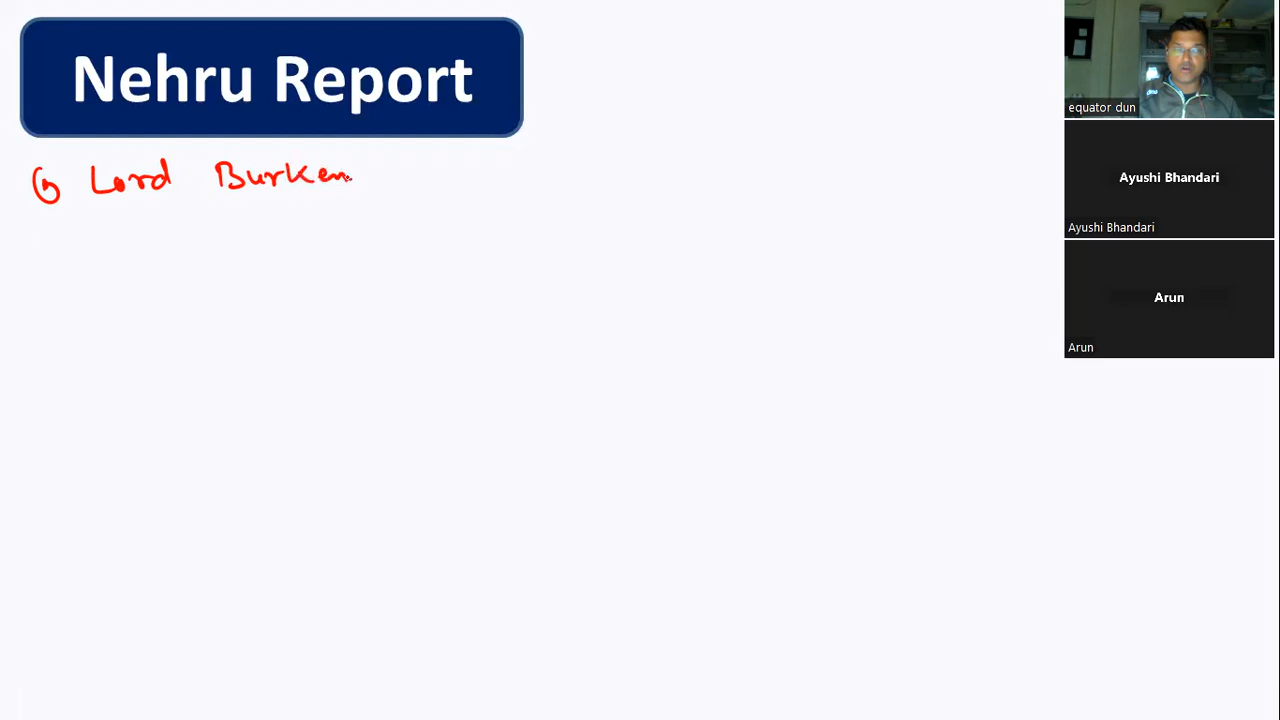 Nehru Report
Lord Burken
equator dun
Ayushi Bhandari
Ayushi Bhandari
Arun
Arun